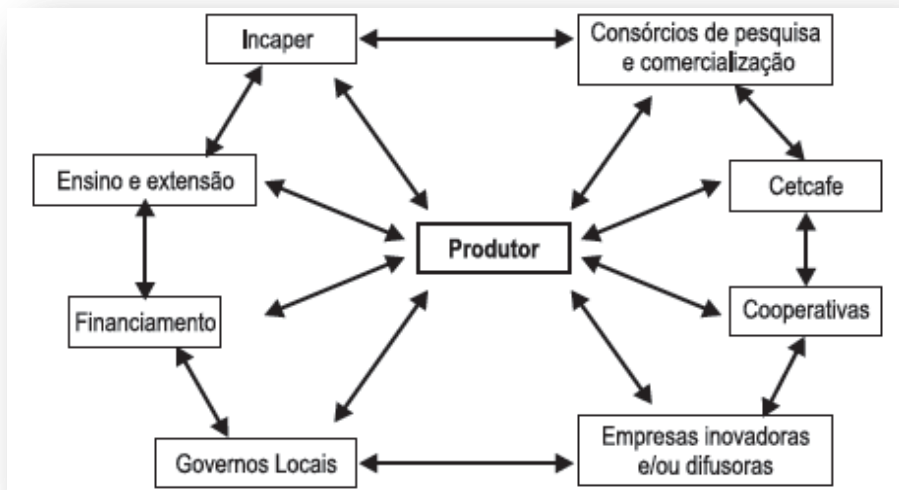 Incaper
Consórcios de pesquisa
e comercialização
Ensino e extensão
Cetcafe
Produtor
Financiamento
Cooperativas
Governos Locais
Empresas inovadoras
e/ou difusoras